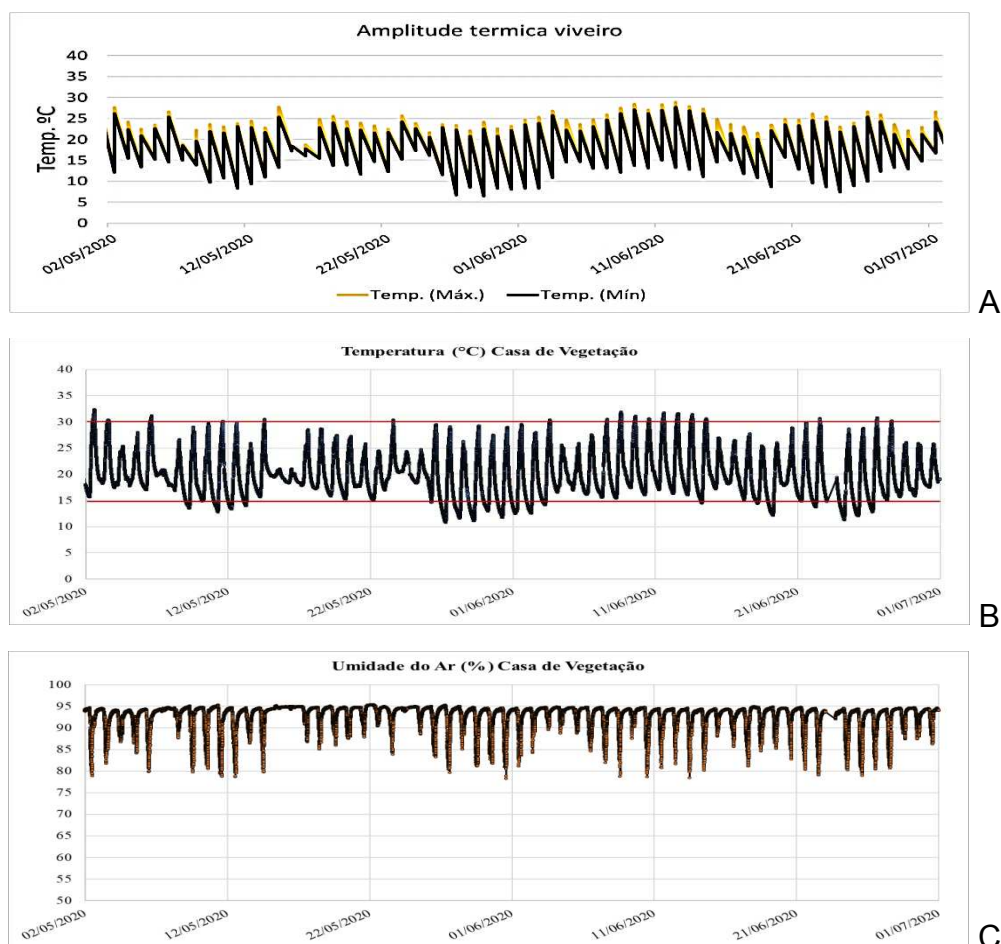 Amplitude termica viveiro
Temp. ºC
40
35
30
25
20
15
10
5
0
02/05/2020 12/05/2020 22/05/2020 01/06/2020 11/06/2020 21/06/2020 01/07/2020
Temp. (Máx.) Temp. (Mín)
A
Temperatura (°C) Casa de Vegetação
40
35
30
25
20
15
10
5
0
02/05/2020 12/05/2020 22/05/2020 01/06/2020 11/06/2020 21/06/2020 01/07/2020
B
Umidade do Ar (%) Casa de Vegetação
100
95
90
85
80
75
70
65
60
55
50
02/05/2020 12/05/2020 22/05/2020 01/06/2020 11/06/2020 21/06/2020 01/07/2020
C